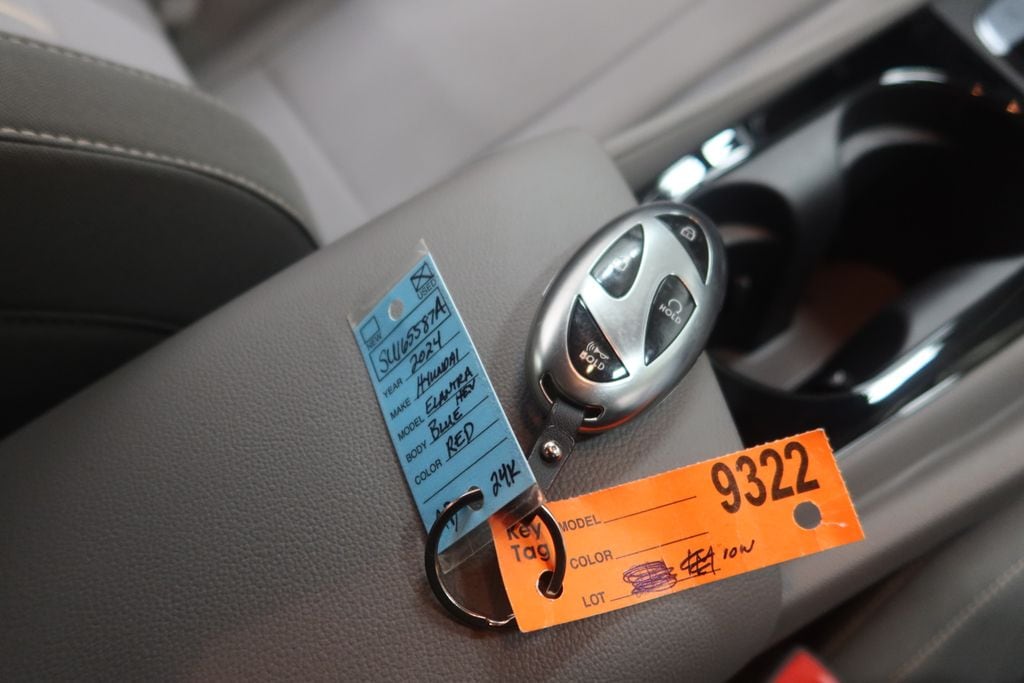 USED
NEW
SU165587A
YEAR 2024
MAKE HYUNDAI
MODEL ELANTRA
HEV
BODY BLUE
COLOR RED
24K
HOLD
HOLD
9322
Key
Tag
MODEL
COLOR
LOT 10W